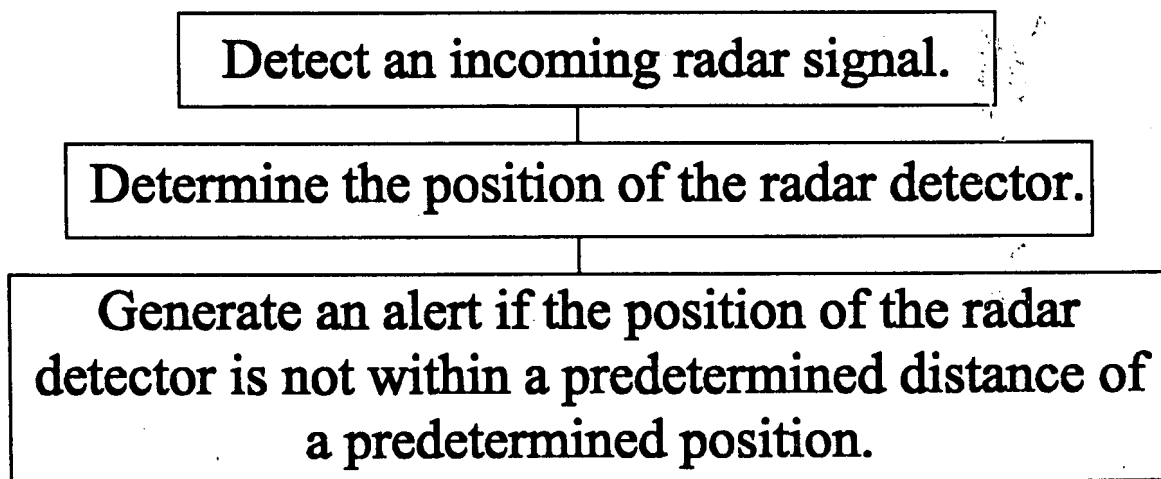 Detect an incoming radar signal.
Determine the position of the radar detector.
Generate an alert if the position of the radar
detector is not within a predetermined distance of
a predetermined position.